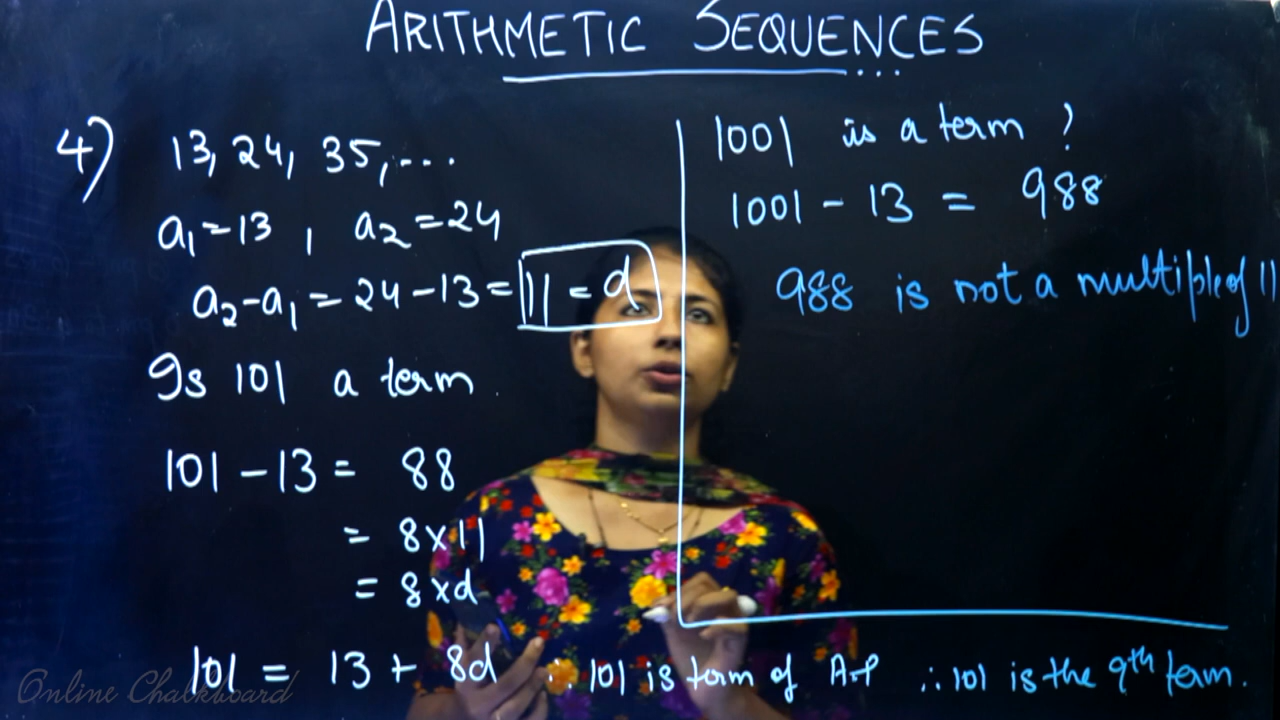 ARITHMETIC SEQUENCES
4) 13, 24, 35, ...
a₁=13 , a₂=24
a₂-a₁ = 24-13= 11 = d
Is 101 a term
101 - 13 = 88
= 8x11
= 8xd
101 = 13 + 8d ∴ 101 is term of A.P ∴ 101 is the 9th term.
1001 is a term ?
1001 - 13 = 988
988 is not a multiple of 11
Online Chalkboard